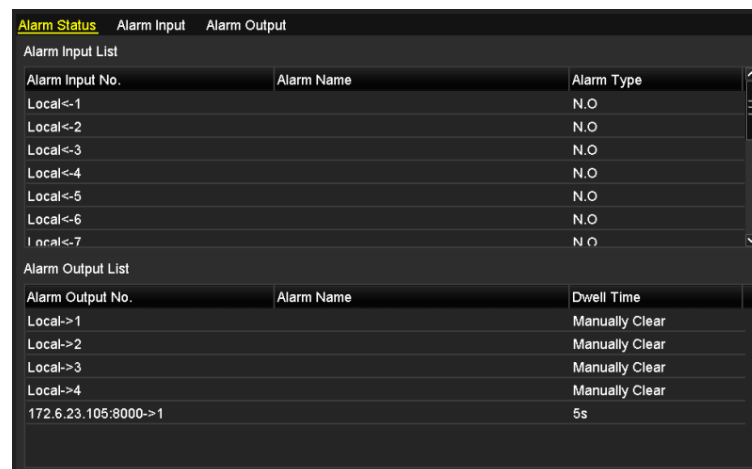 Alarm Status Alarm Input Alarm Output
Alarm Input List
Alarm Input No. Alarm Name Alarm Type
Local<-1 N.O
Local<-2 N.O
Local<-3 N.O
Local<-4 N.O
Local<-5 N.O
Local<-6 N.O
Local<-7 N.O
Alarm Output List
Alarm Output No. Alarm Name Dwell Time
Local->1 Manually Clear
Local->2 Manually Clear
Local->3 Manually Clear
Local->4 Manually Clear
172.6.23.105:8000->1 5s